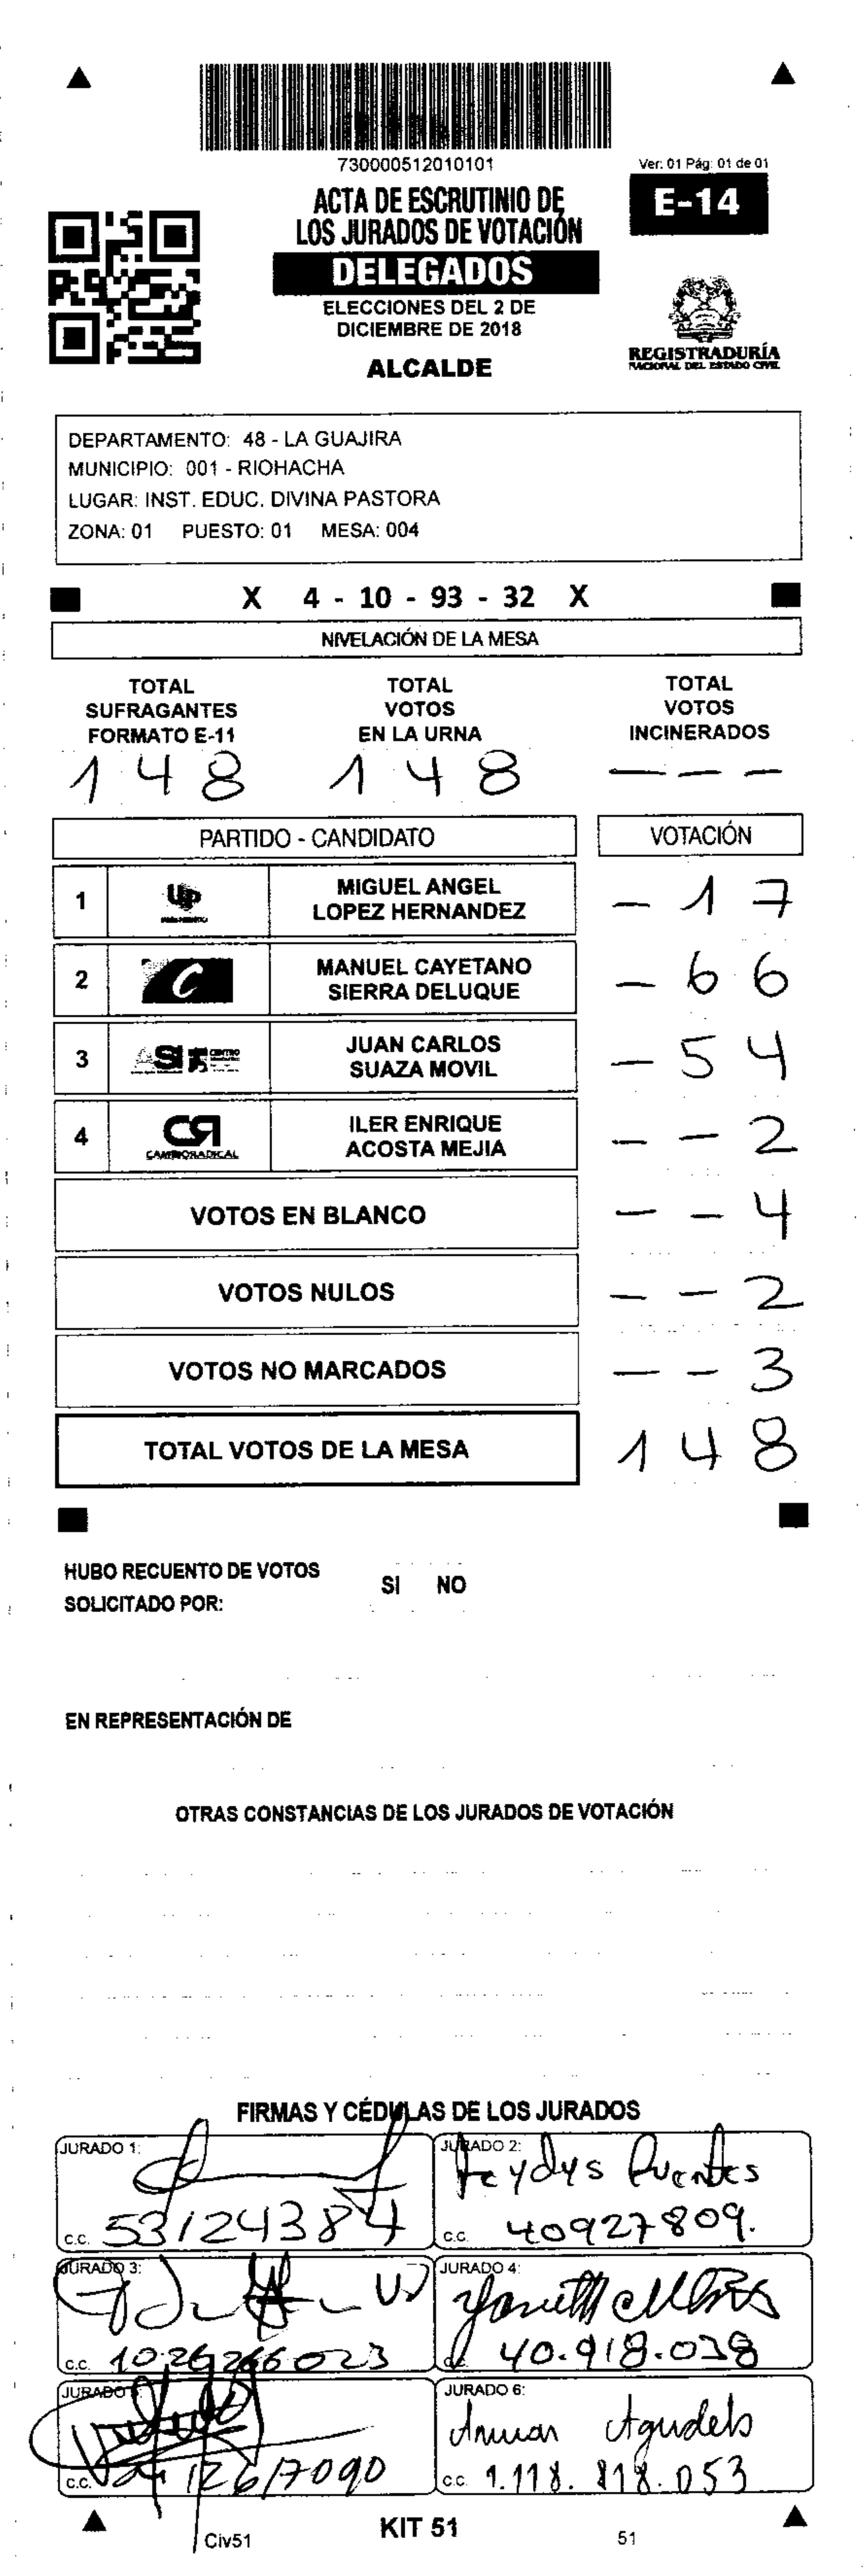 730000512010101
Ver: 01 Pág: 01 de 01
ACTA DE ESCRUTINIO DE
LOS JURADOS DE VOTACIÓN
E-14
DELEGADOS
ELECCIONES DEL 2 DE
DICIEMBRE DE 2018
ALCALDE
REGISTRADURÍA
NACIONAL DEL ESTADO CIVIL
DEPARTAMENTO: 48 - LA GUAJIRA
MUNICIPIO: 001 - RIOHACHA
LUGAR: INST. EDUC. DIVINA PASTORA
ZONA: 01 PUESTO: 01 MESA: 004
X 4 - 10 - 93 - 32 X
NIVELACIÓN DE LA MESA
TOTAL SUFRAGANTES FORMATO E-11
TOTAL VOTOS EN LA URNA
TOTAL VOTOS INCINERADOS
148 148 - - -
PARTIDO - CANDIDATO VOTACIÓN
1 UP MIGUEL ANGEL LOPEZ HERNANDEZ - 17
2 C MANUEL CAYETANO SIERRA DELUQUE - 66
3 ASI CENTRO JUAN CARLOS SUAZA MOVIL - 54
4 CR CAMBIO RADICAL ILER ENRIQUE ACOSTA MEJIA - - 2
VOTOS EN BLANCO - - 4
VOTOS NULOS - - 2
VOTOS NO MARCADOS - - 3
TOTAL VOTOS DE LA MESA 148
HUBO RECUENTO DE VOTOS SI NO
SOLICITADO POR:
EN REPRESENTACIÓN DE
OTRAS CONSTANCIAS DE LOS JURADOS DE VOTACIÓN
FIRMAS Y CÉDULAS DE LOS JURADOS
JURADO 1:
c.c. 53124384
JURADO 2:
Puentes
c.c. 40927809.
JURADO 3:
c.c. 1026266023
JURADO 4:
40.918.038
JURADO
c.c.
JURADO 6:
c.c. 1.118.818.053
KIT 51
Civ51
51